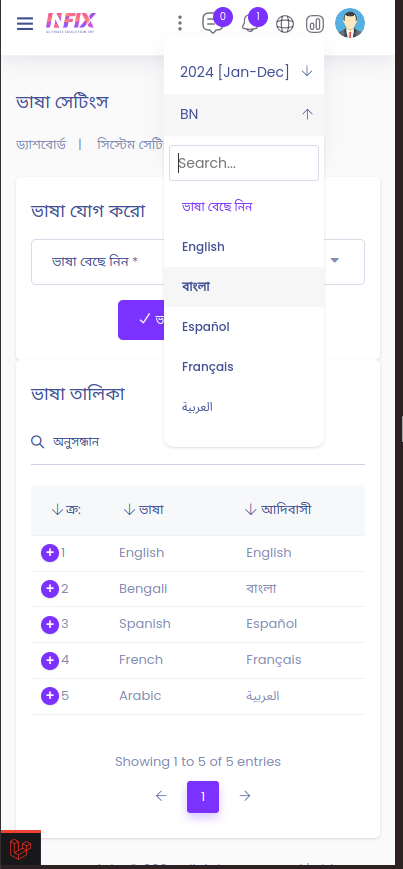 INFIX
ULTIMATE EDUCATION ERP
0
1
2024 [Jan-Dec]
BN
Search...
ভাষা বেছে নিন
English
বাংলা
Español
Français
العربية
ভাষা সেটিংস
ড্যাশবোর্ড | সিস্টেম সেটি
ভাষা যোগ করো
ভাষা বেছে নিন *
ভাষা তালিকা
অনুসন্ধান
ক্র: ভাষা আদিবাসী
1 English English
2 Bengali বাংলা
3 Spanish Español
4 French Français
5 Arabic العربية
Showing 1 to 5 of 5 entries
1